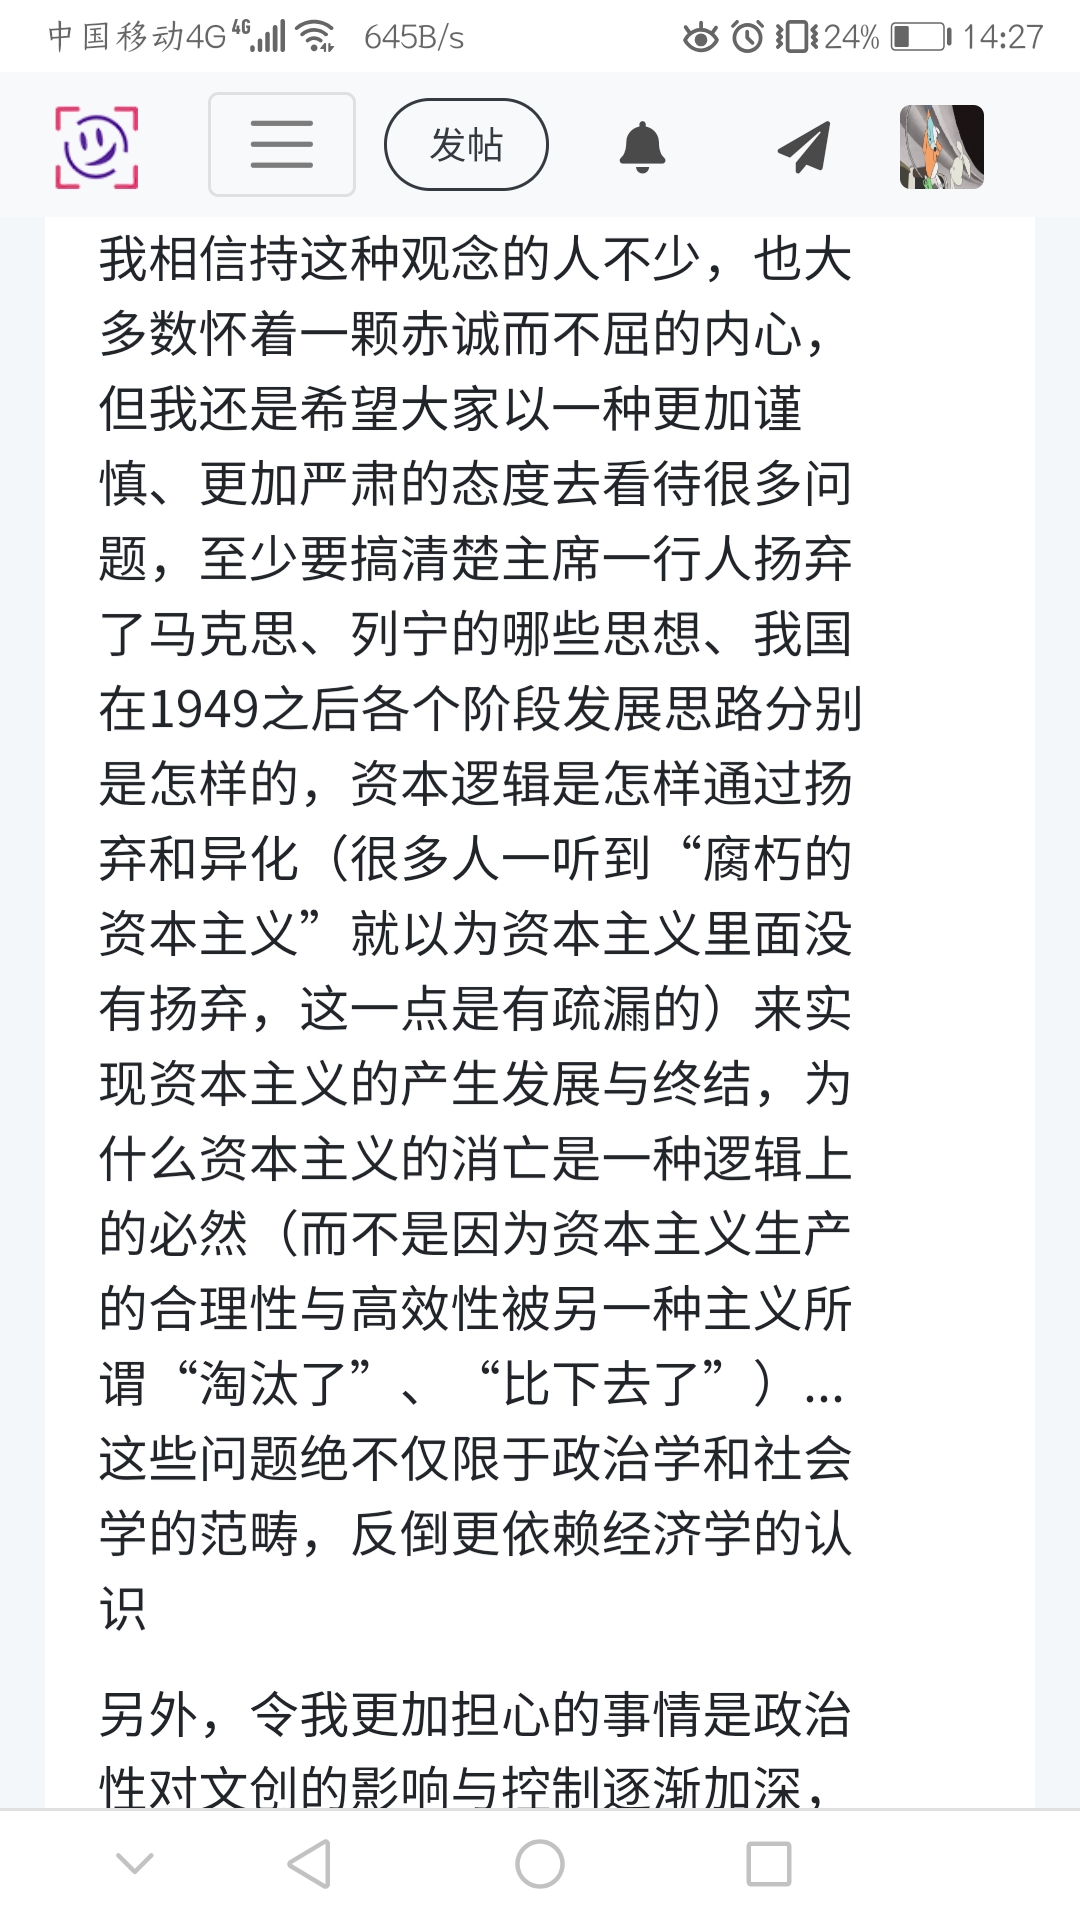 中国移动4G 4G 645B/s 24% 14:27
发帖
我相信持这种观念的人不少，也大
多数怀着一颗赤诚而不屈的内心，
但我还是希望大家以一种更加谨
慎、更加严肃的态度去看待很多问
题，至少要搞清楚主席一行人扬弃
了马克思、列宁的哪些思想、我国
在1949之后各个阶段发展思路分别
是怎样的，资本逻辑是怎样通过扬
弃和异化（很多人一听到“腐朽的
资本主义”就以为资本主义里面没
有扬弃，这一点是有疏漏的）来实
现资本主义的产生发展与终结，为
什么资本主义的消亡是一种逻辑上
的必然（而不是因为资本主义生产
的合理性与高效性被另一种主义所
谓“淘汰了”、“比下去了”）...
这些问题绝不仅限于政治学和社会
学的范畴，反倒更依赖经济学的认
识
另外，令我更加担心的事情是政治
性对文创的影响与控制逐渐加深，